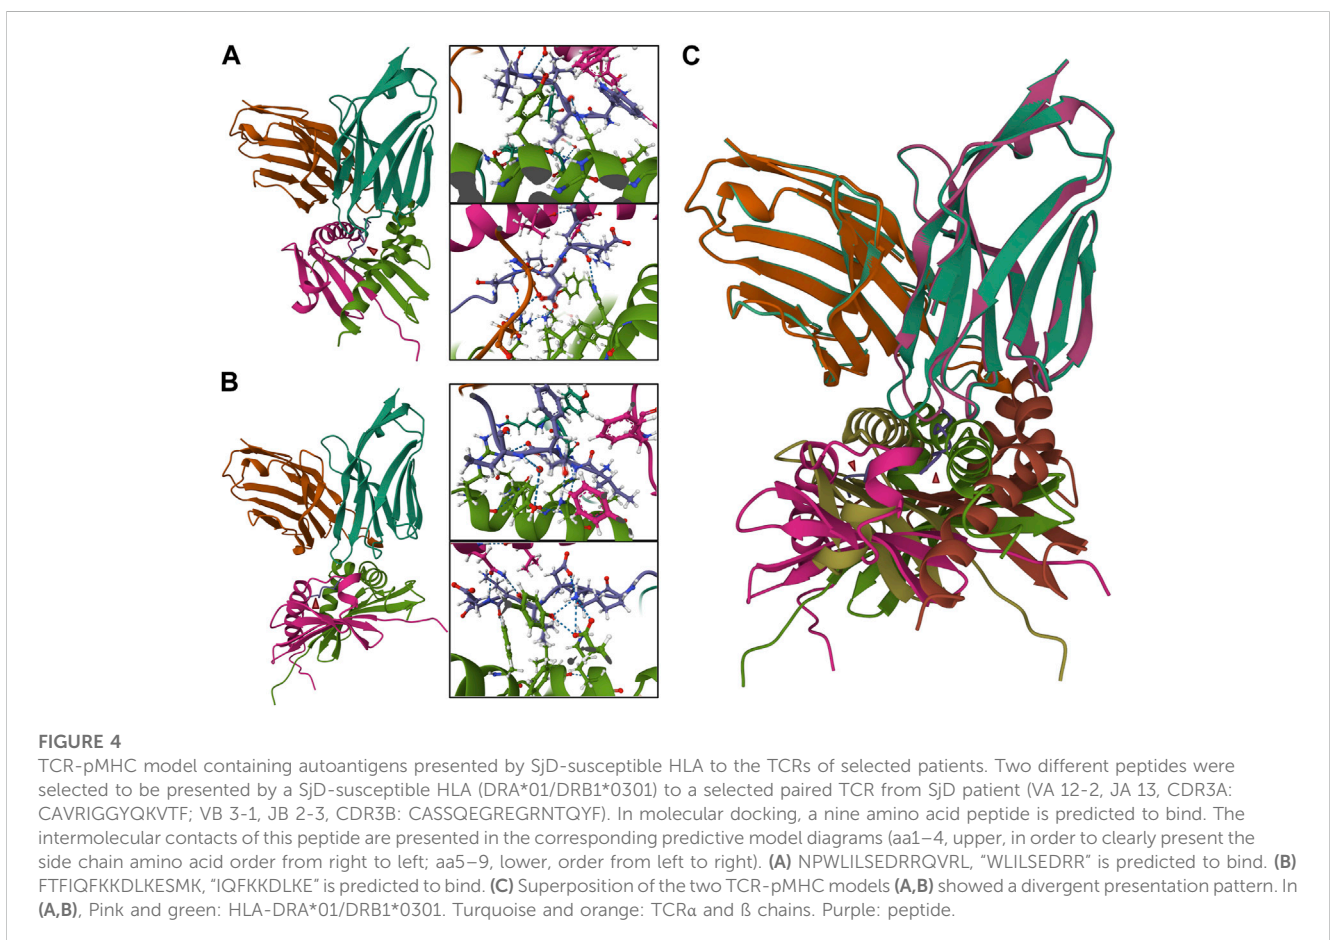 A
C
B
FIGURE 4
TCR-pMHC model containing autoantigens presented by SjD-susceptible HLA to the TCRs of selected patients. Two different peptides were
selected to be presented by a SjD-susceptible HLA (DRA*01/DRB1*0301) to a selected paired TCR from SjD patient (VA 12-2, JA 13, CDR3A:
CAVRIGGYQKVTF; VB 3-1, JB 2-3, CDR3B: CASSQEGREGRNTQYF). In molecular docking, a nine amino acid peptide is predicted to bind. The
intermolecular contacts of this peptide are presented in the corresponding predictive model diagrams (aa1–4, upper, in order to clearly present the
side chain amino acid order from right to left; aa5–9, lower, order from left to right). (A) NPWLILSEDRRQVRL, “WLILSEDRR” is predicted to bind. (B)
FTFIQFKKDLKESMK, “IQFKKDLKE” is predicted to bind. (C) Superposition of the two TCR-pMHC models (A,B) showed a divergent presentation pattern. In
(A,B), Pink and green: HLA-DRA*01/DRB1*0301. Turquoise and orange: TCRα and ß chains. Purple: peptide.